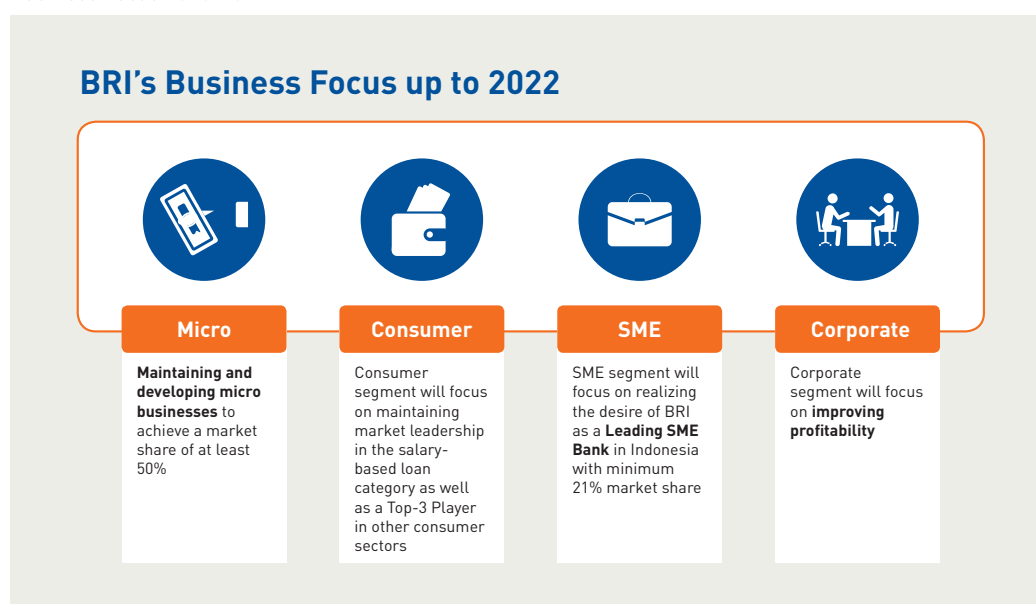 BRI's Business Focus up to 2022
Micro
Maintaining and
developing micro
businesses to
achieve a market
share of at least
50%
Consumer
Consumer
segment will focus
on maintaining
market leadership
in the salary-
based loan
category as well
as a Top-3 Player
in other consumer
sectors
SME
SME segment will
focus on realizing
the desire of BRI
as a Leading SME
Bank in Indonesia
with minimum
21% market share
Corporate
Corporate
segment will focus
on improving
profitability